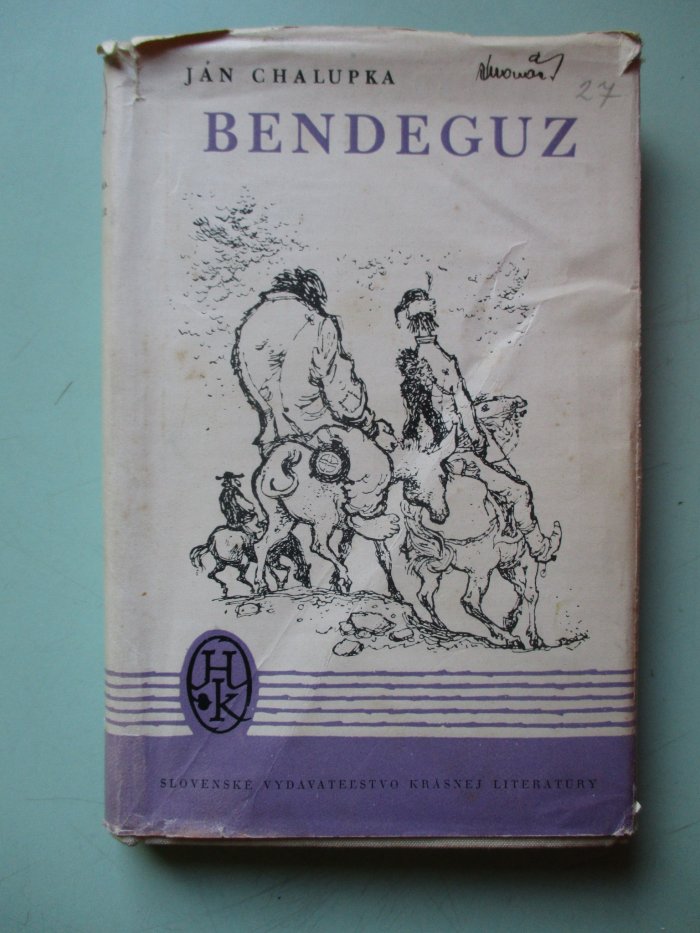 JÁN CHALUPKA
27
BENDEGUZ
HK
SLOVENSKÉ VYDAVATEĽSTVO KRÁSNEJ LITERATÚRY